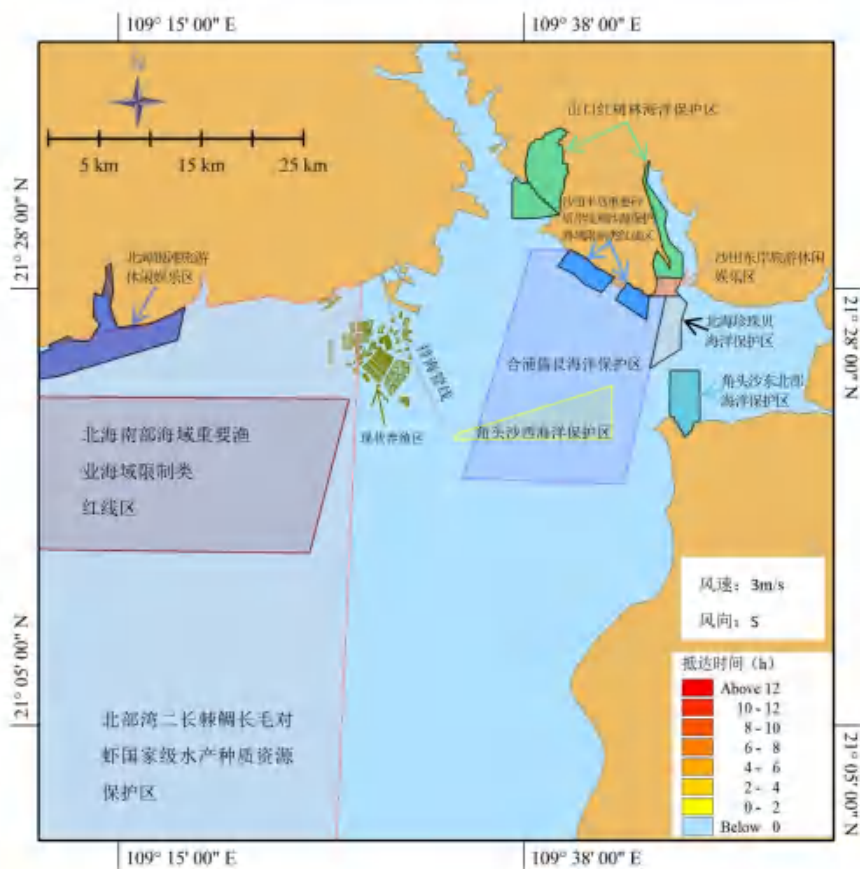 109° 15' 00" E
109° 38' 00" E
N
5 km
15 km
25 km
21° 28' 00" N
21° 05' 00" N
山口红树林海洋保护区
北海银滩旅游
休闲娱乐区
沙田东岸旅游休闲
娱乐区
北海珍珠贝
海洋保护区
合浦儒艮海洋保护区
角头沙东北部
海洋保护区
角头沙西海洋保护区
现状养殖区
北海南部海域重要渔
业海域限制类
红线区
北部湾二长棘鲷长毛对
虾国家级水产种质资源
保护区
21° 28' 00" N
21° 05' 00" N
风速：3m/s
风向：S
抵达时间（h）
Above 12
10 - 12
8 - 10
6 - 8
4 - 6
2 - 4
0 - 2
Below 0
109° 15' 00" E
109° 38' 00" E